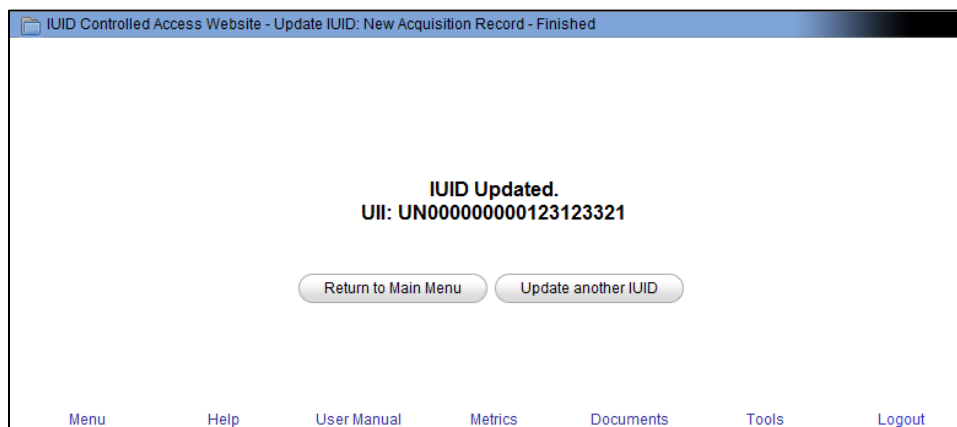 IUID Controlled Access Website - Update IUID: New Acquisition Record - Finished
IUID Updated.
UII: UN000000000123123321
Return to Main Menu Update another IUID
Menu Help User Manual Metrics Documents Tools Logout